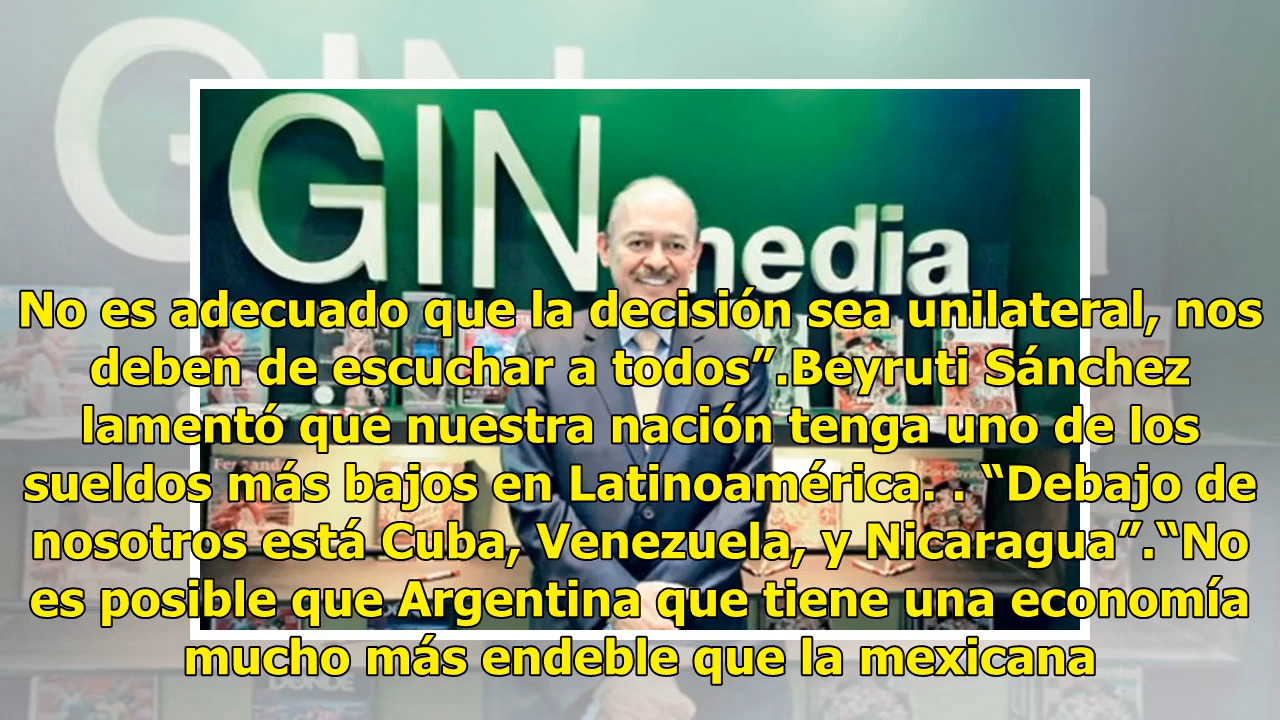 GIN
media
No es adecuado que la decisión sea unilateral, nos
deben de escuchar a todos”.Beyruti Sánchez
lamentó que nuestra nación tenga uno de los
sueldos más bajos en Latinoamérica. . “Debajo de
nosotros está Cuba, Venezuela, y Nicaragua”.“No
es posible que Argentina que tiene una economía
mucho más endeble que la mexicana
DONDE